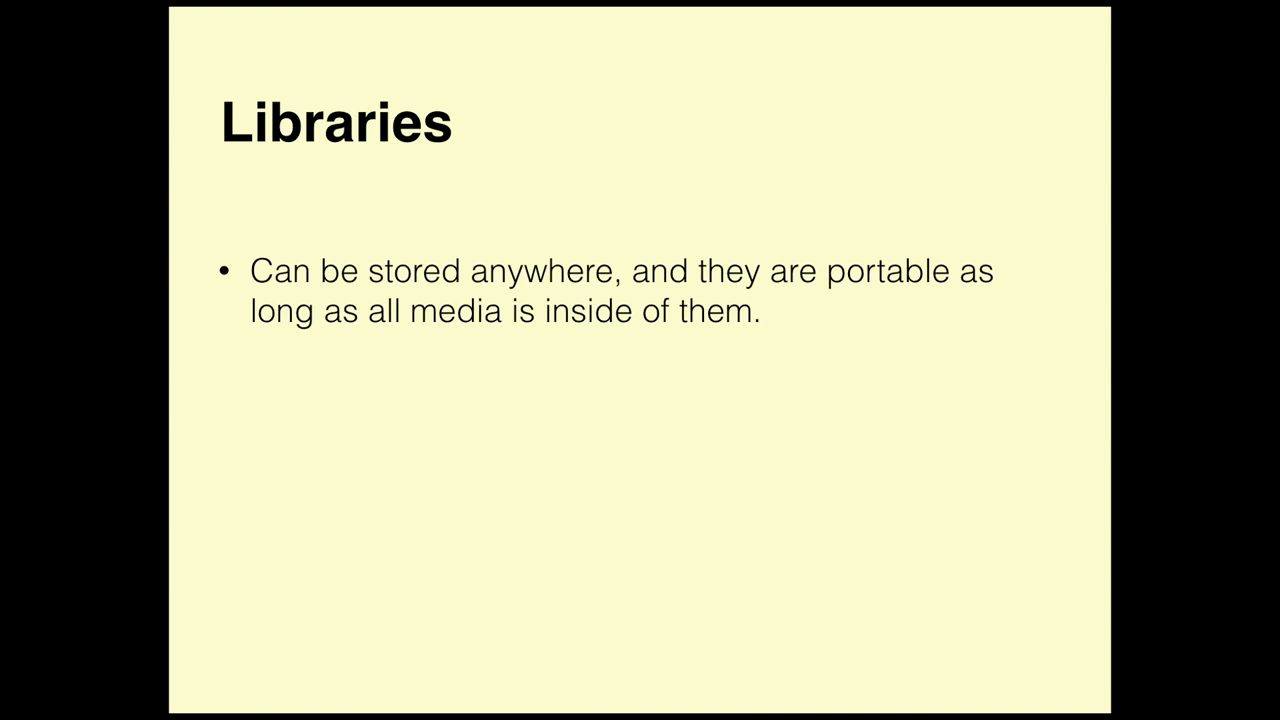 Libraries
• Can be stored anywhere, and they are portable as
long as all media is inside of them.